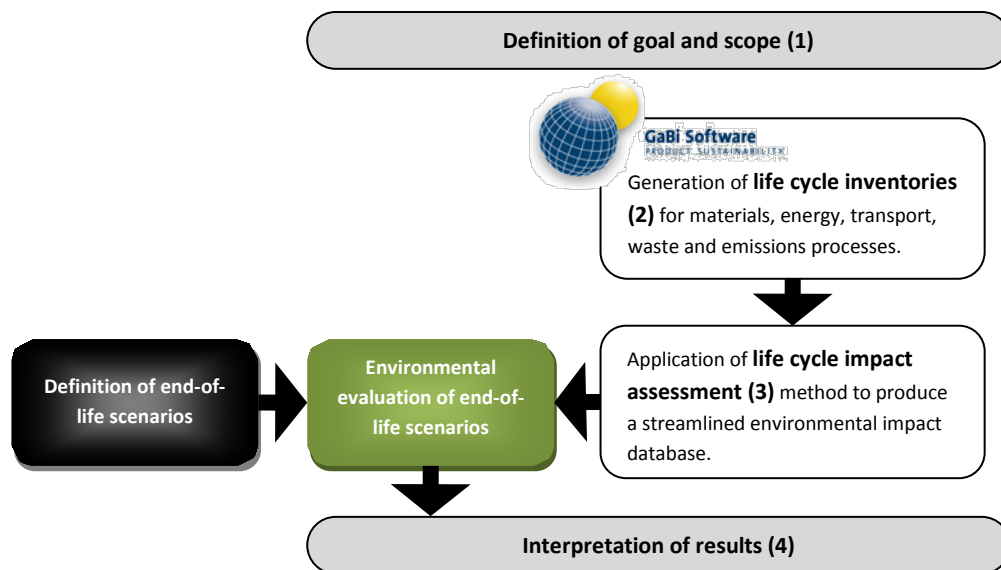 Definition of goal and scope (1)
GaBi Software
PRODUCT SUSTAINABILITY
Generation of life cycle inventories
(2) for materials, energy, transport,
waste and emissions processes.
Definition of end-of-
life scenarios
Environmental
evaluation of end-of-
life scenarios
Application of life cycle impact
assessment (3) method to produce
a streamlined environmental impact
database.
Interpretation of results (4)